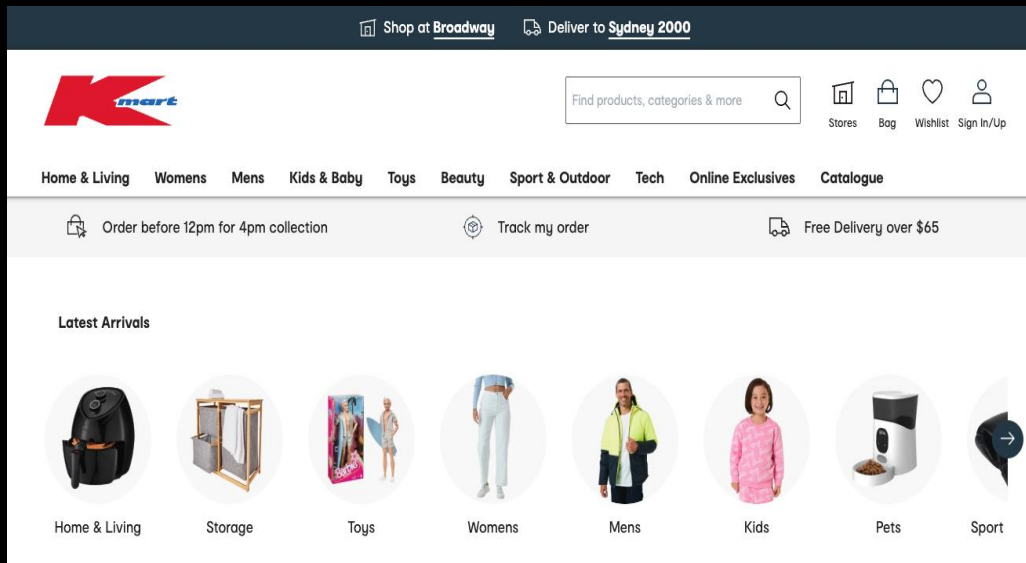 Shop at Broadway Deliver to Sydney 2000
Kmart
Find products, categories & more
Stores Bag Wishlist Sign In/Up
Home & Living Womens Mens Kids & Baby Toys Beauty Sport & Outdoor Tech Online Exclusives Catalogue
Order before 12pm for 4pm collection Track my order Free Delivery over $65
Latest Arrivals
Barbie
Home & Living Storage Toys Womens Mens Kids Pets Sport